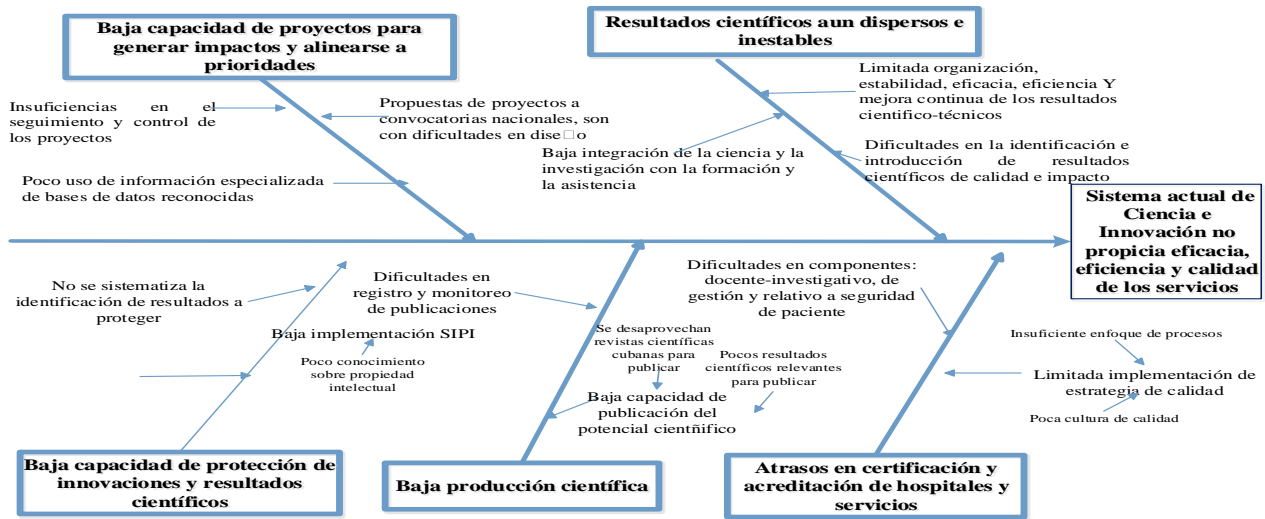 Baja capacidad de proyectos para
generar impactos y alinearse a
prioridades
Resultados científicos aun dispersos e
inestables
Insuficiencias en el
seguimiento y control de
los proyectos
Propuestas de proyectos a
convocatorias nacionales, son
con dificultades en dise□o
Poco uso de información especializada
de bases de datos reconocidas
Limitada organización,
estabilidad, eficacia, eficiencia Y
mejora continua de los resultados
cientifico-técnicos
Baja integración de la ciencia y la
investigación con la formación y
la asistencia
Dificultades en la identificación e
introducción de resultados
científicos de calidad e impacto
Sistema actual de
Ciencia e
Innovación no
propicia eficacia,
eficiencia y calidad
de los servicios
No se sistematiza la
identificación de resultados a
proteger
Baja implementación SIPI
Poco conocimiento
sobre propiedad
intelectual
Dificultades en
registro y monitoreo
de publicaciones
Se desaprovechan
revistas científicas
cubanas para
publicar
Pocos resultados
científicos relevantes
para publicar
Baja capacidad de
publicación del
potencial cientñifico
Dificultades en componentes:
docente-investigativo, de
gestión y relativo a seguridad
de paciente
Insuficiente enfoque de procesos
Limitada implementación de
estrategia de calidad
Poca cultura de calidad
Baja capacidad de protección de
innovaciones y resultados
científicos
Baja producción científica
Atrasos en certificación y
acreditación de hospitales y
servicios